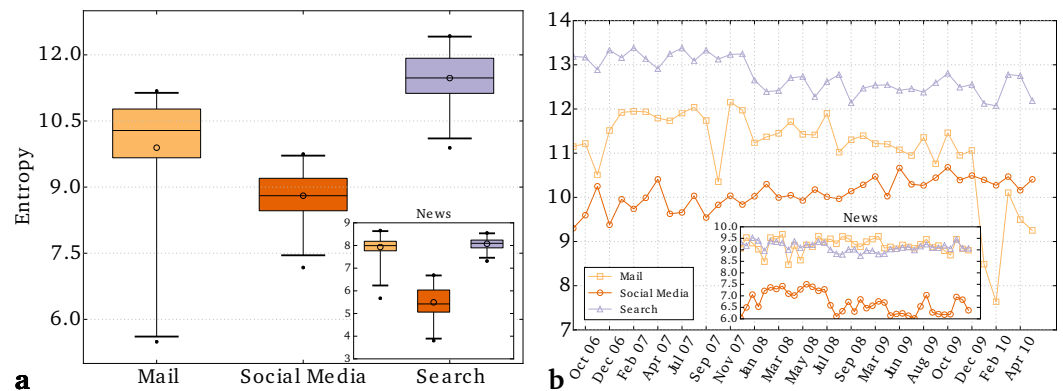 Entropy
12.0
10.5
9.0
7.5
6.0
News
9
8
7
6
5
4
3
Mail Social Media Search
a
14
13
12
11
10
9
8
7
News
10.0
9.5
9.0
8.5
8.0
7.5
7.0
6.5
6.0
Mail
Social Media
Search
Oct 06 Dec 06 Feb 07 Apr 07 Jul 07 Sep 07 Nov 07 Jan 08 Mar 08 May 08 Jul 08 Sep 08 Mar 09 Jun 09 Aug 09 Oct 09 Dec 09 Feb 10 Apr 10
b